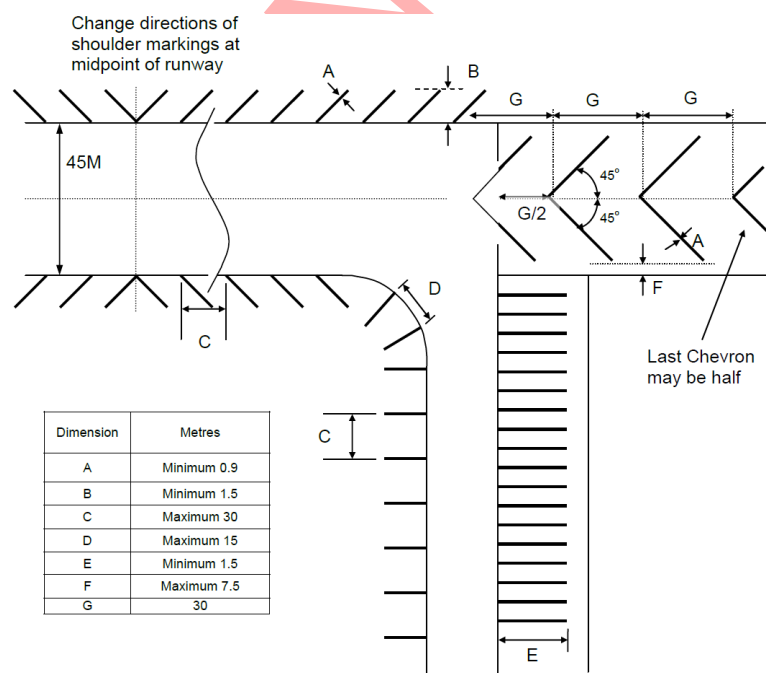 Change directions of
shoulder markings at
midpoint of runway
A
B
G
G
G
45M
45°
G/2
45°
A
D
F
C
Last Chevron
may be half
C
Dimension Metres
A Minimum 0.9
B Minimum 1.5
C Maximum 30
D Maximum 15
E Minimum 1.5
F Maximum 7.5
G 30
E